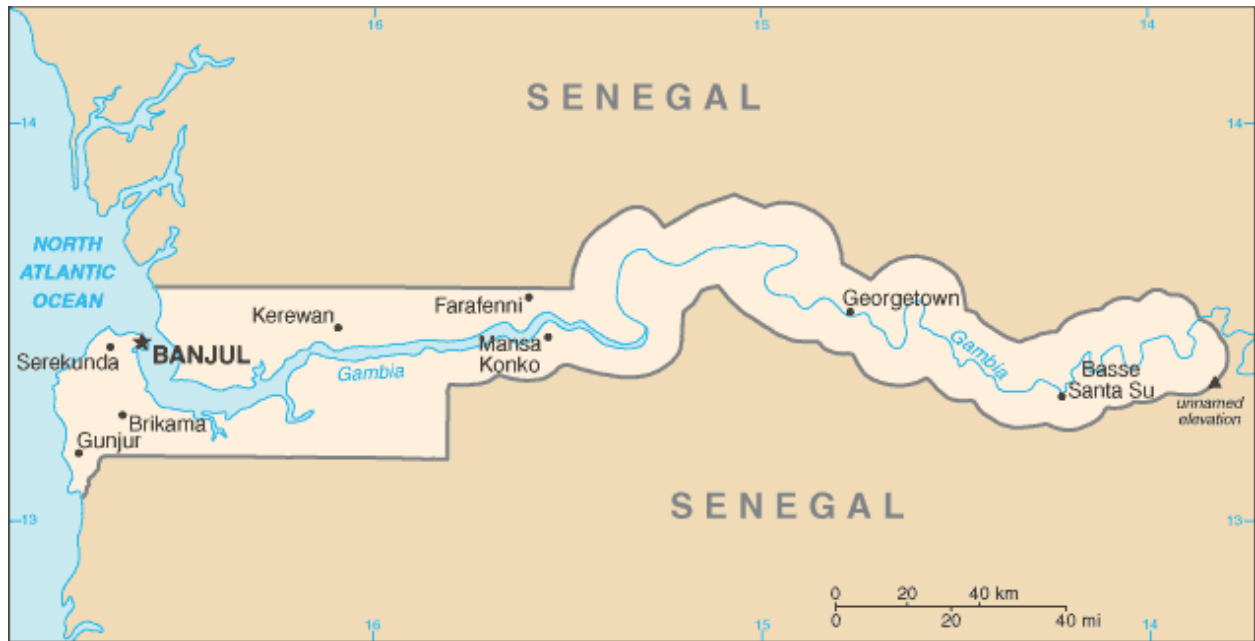 16 15 14
SENEGAL
14 14
NORTH
ATLANTIC
OCEAN
Farafenni
Georgetown
Kerewan
Serekunda
BANJUL
Mansa
Konko
Gambia
Gambia
Basse
Santa Su
unnamed
elevation
Brikama
Gunjur
SENEGAL
13 13
0 20 40 km
0 20 40 mi
16 15 14